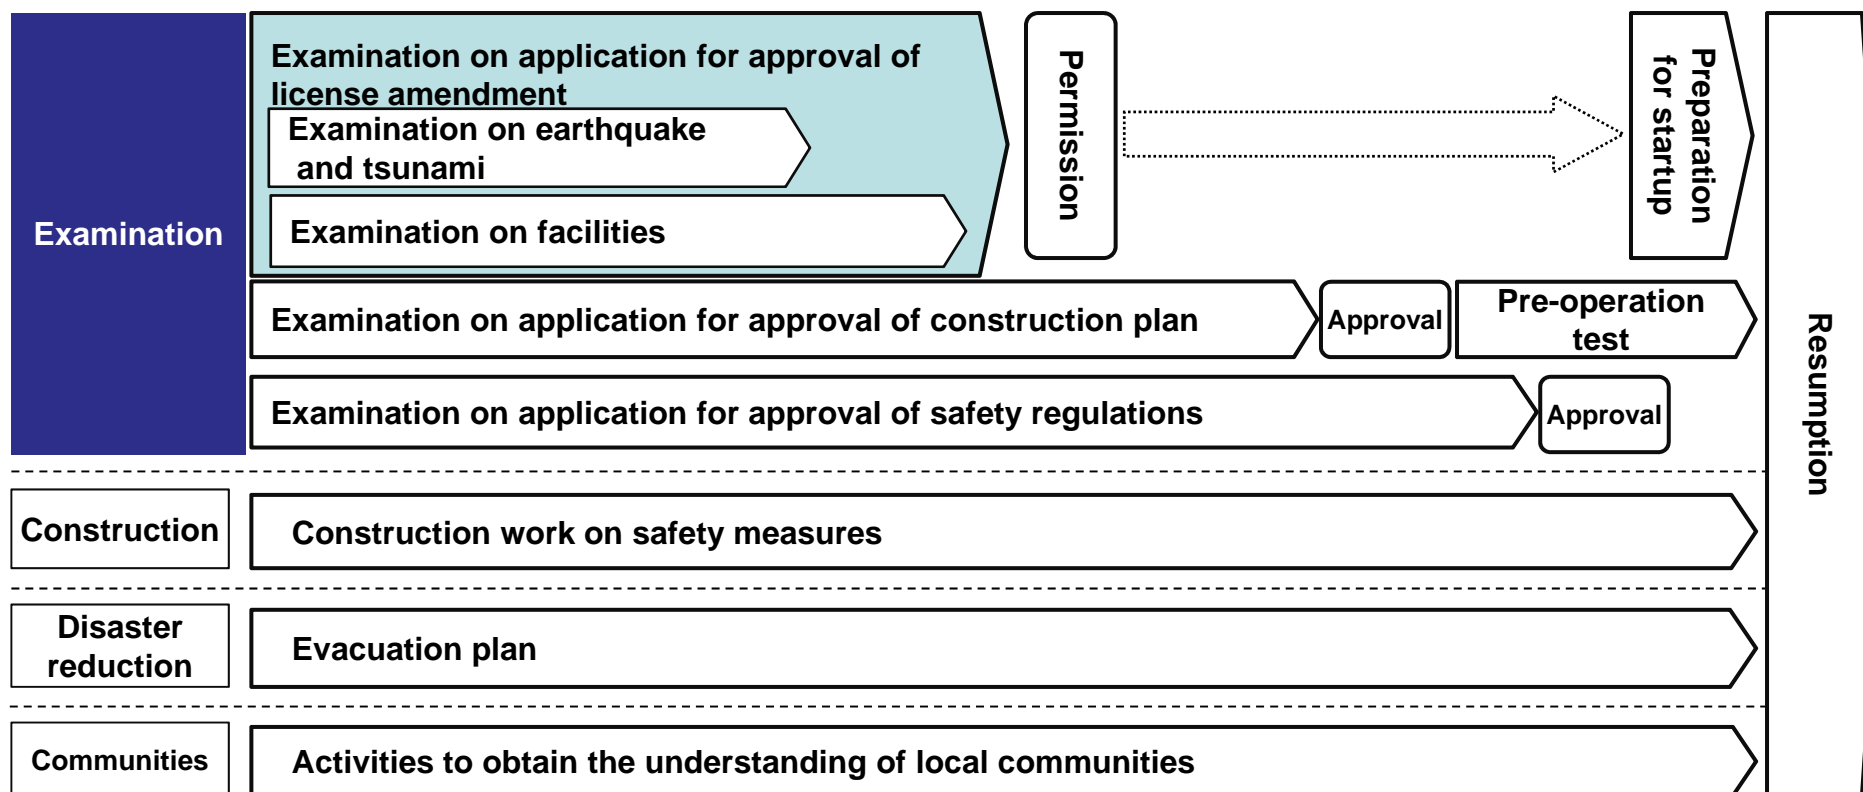 Examination
Examination on application for approval of
license amendment
Examination on earthquake
and tsunami
Examination on facilities
Permission
Preparation
for startup
Examination on application for approval of construction plan
Approval
Pre-operation
test
Examination on application for approval of safety regulations
Approval
Resumption
Construction
Construction work on safety measures
Disaster
reduction
Evacuation plan
Communities
Activities to obtain the understanding of local communities